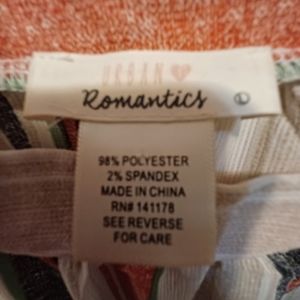 URBAN
Romantics L
98% POLYESTER
2% SPANDEX
MADE IN CHINA
RN# 141178
SEE REVERSE
FOR CARE